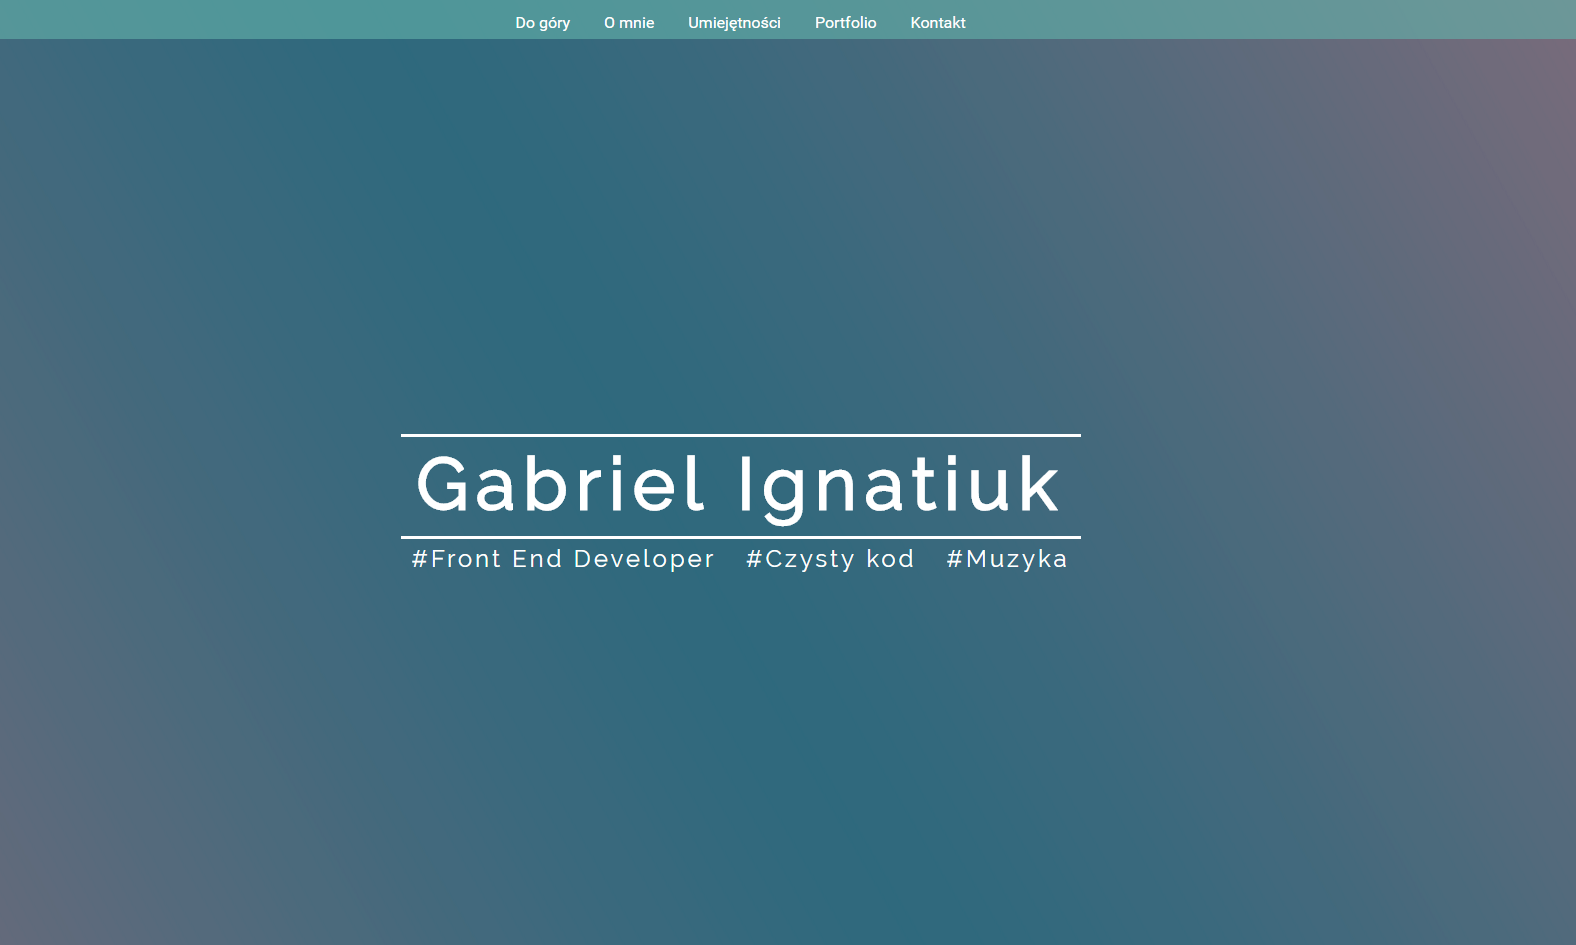 Do góry O mnie Umiejętności Portfolio Kontakt
Gabriel Ignatiuk
#Front End Developer #Czysty kod #Muzyka